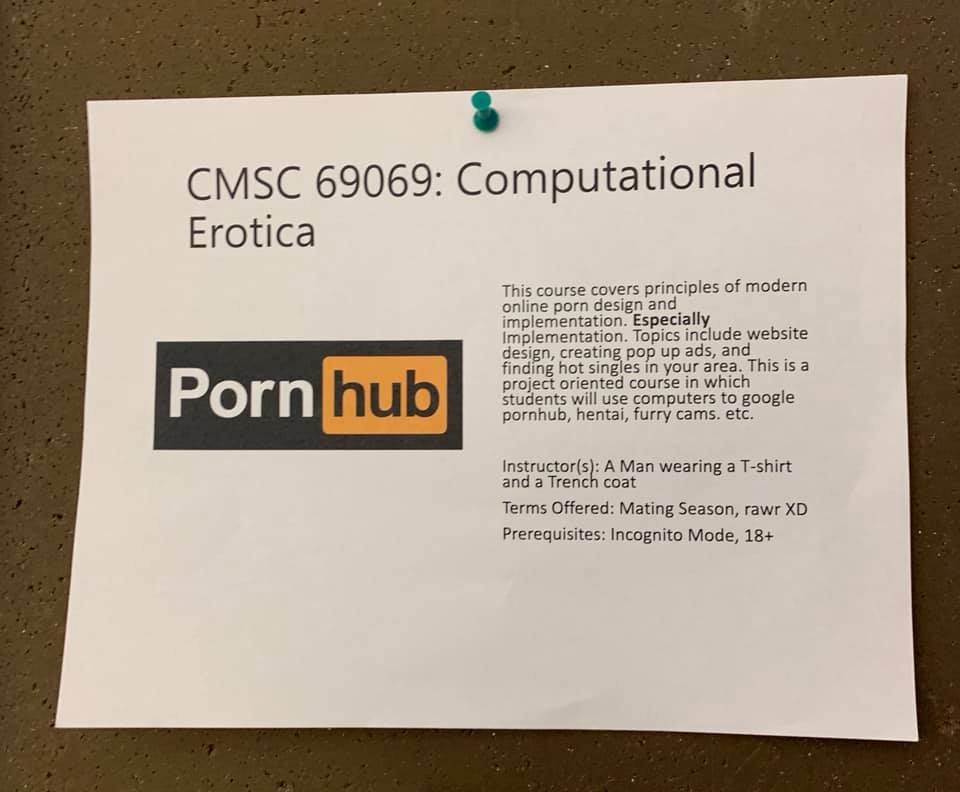 CMSC 69069: Computational
Erotica
Porn hub
This course covers principles of modern
online porn design and
implementation. Especially
Implementation. Topics include website
design, creating pop up ads, and
finding hot singles in your area. This is a
project oriented course in which
students will use computers to google
pornhub, hentai, furry cams. etc.
Instructor(s): A Man wearing a T-shirt
and a Trench coat
Terms Offered: Mating Season, rawr XD
Prerequisites: Incognito Mode, 18+